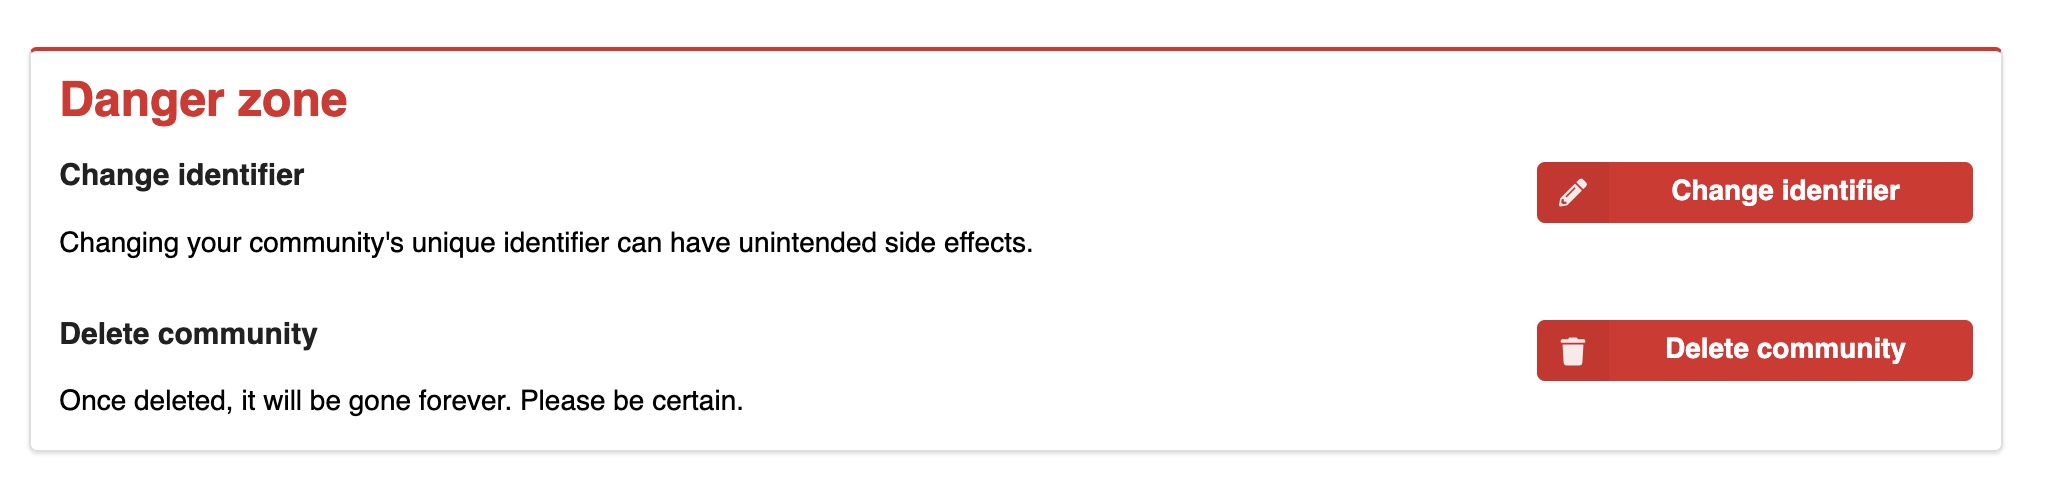 Danger zone
Change identifier
Change identifier
Changing your community's unique identifier can have unintended side effects.
Delete community
Delete community
Once deleted, it will be gone forever. Please be certain.